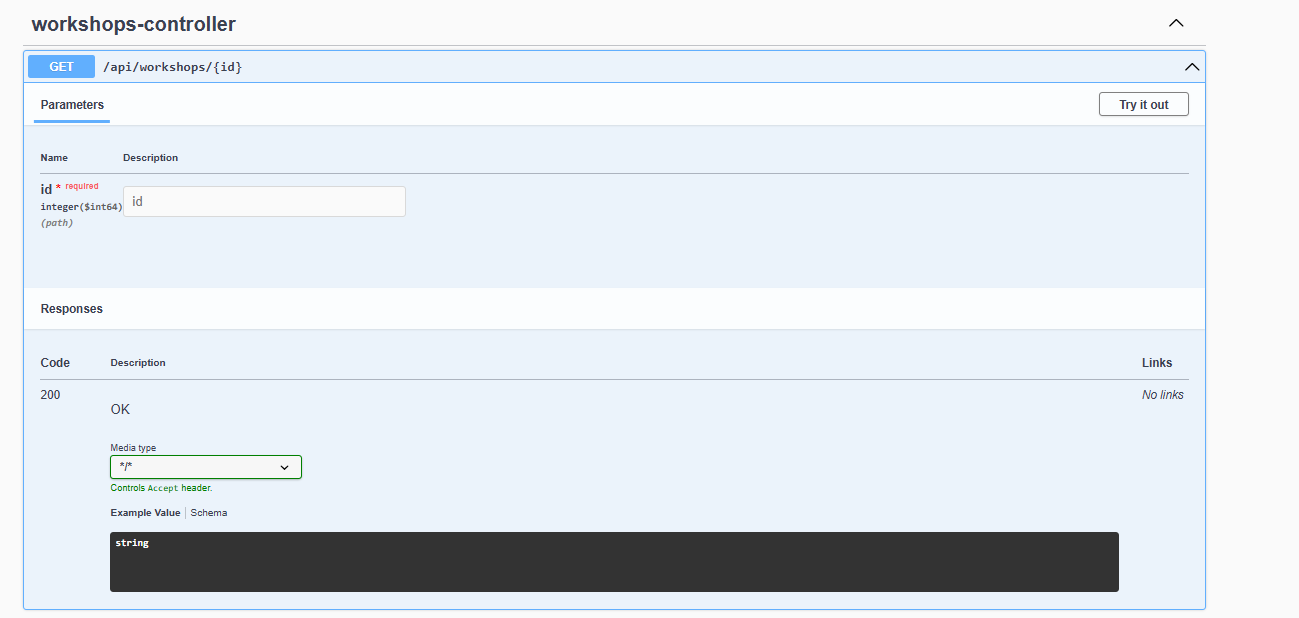 workshops-controller
GET /api/workshops/{id}
Parameters Try it out
Name Description
id * required
integer($int64)
(path)
id
Responses
Code Description Links
200 OK No links
Media type
*/*
Controls Accept header.
Example Value Schema
string